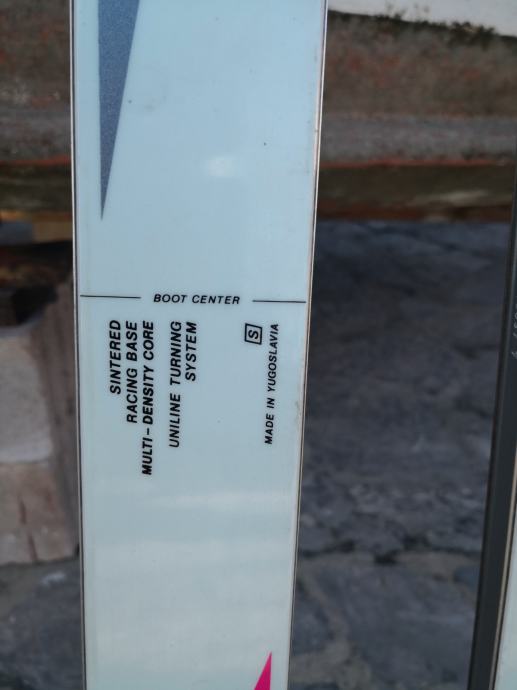 BOOT CENTER
SINTERED
RACING BASE
MULTI-DENSITY CORE
UNILINE TURNING
SYSTEM
S
MADE IN YUGOSLAVIA